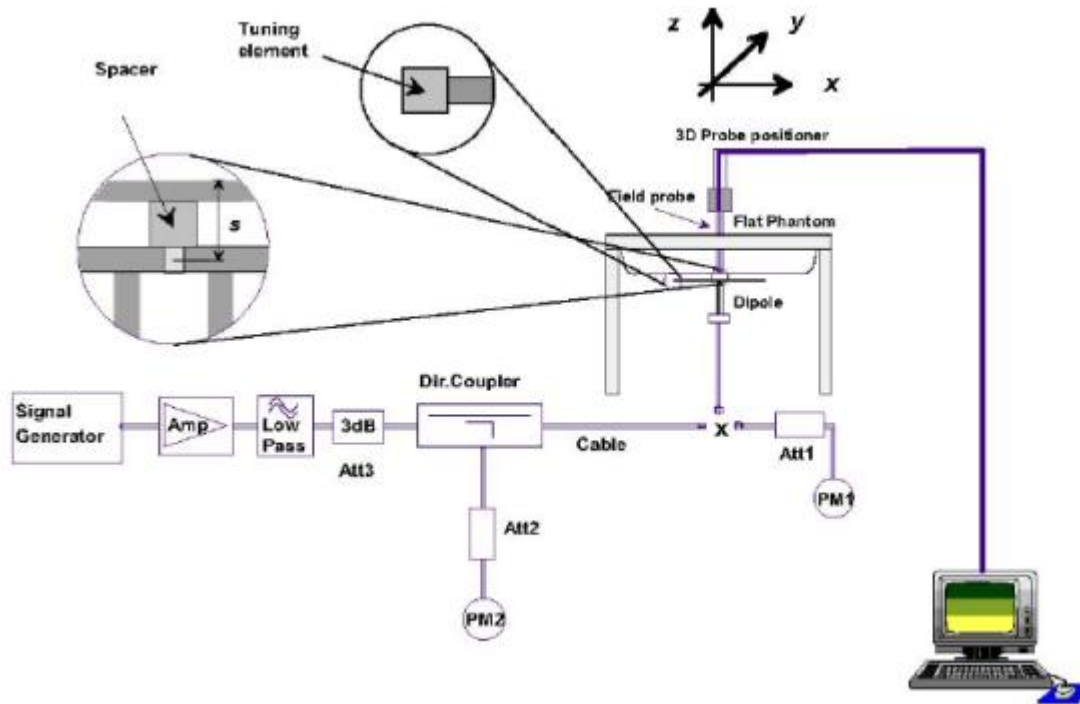 Tuning
element
Spacer
z
y
x
3D Probe positioner
Field probe
Flat Phantom
s
Dipole
Dir.Coupler
Signal
Generator
Amp
Low
Pass
3dB
Att3
Cable
x
Att1
PM1
Att2
PM2